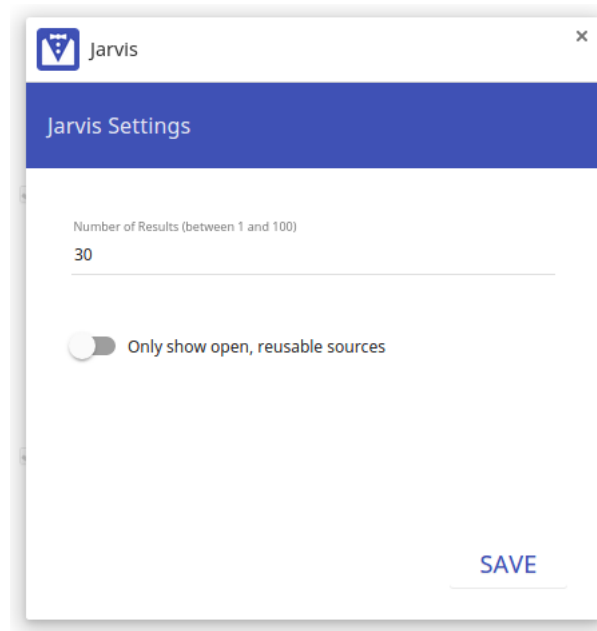 Jarvis
Jarvis Settings
Number of Results (between 1 and 100)
30
Only show open, reusable sources
SAVE